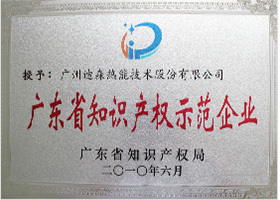 授予：广州迪森热能技术股份有限公司
广东省知识产权示范企业
广东省知识产权局
二〇一〇年六月